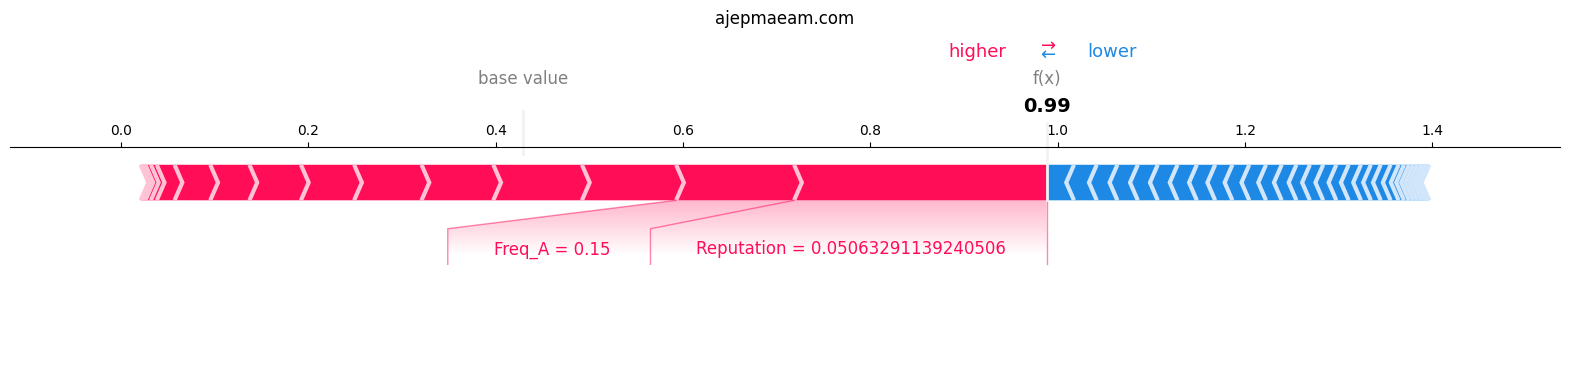 ajepmaeam.com
higher → ← lower
base value f(x)
0.99
0.0 0.2 0.4 0.6 0.8 1.0 1.2 1.4
Freq_A = 0.15 Reputation = 0.05063291139240506